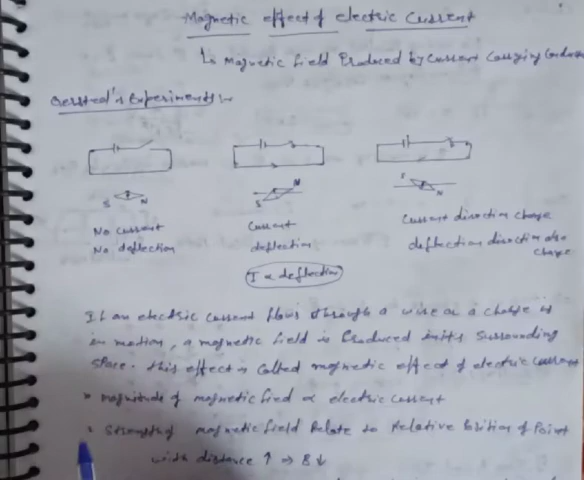 Magnetic effect of electric current
↳ Magnetic field Produced by current carrying
Oersted's Experiments :-
S N
N
S
S
N
No current
No deflection
Current
deflection
Current direction change
deflection direction also change
I ∝ deflection
If an electric current flows through a wire or a charge is
in motion, a magnetic field is Produced in its surrounding
space. This effect is called magnetic effect of electric current
* Magnitude of magnetic field ∝ electric current
* Strength of magnetic field Relate to Relative Position of Point
with distance ↑ ⇒ B ↓